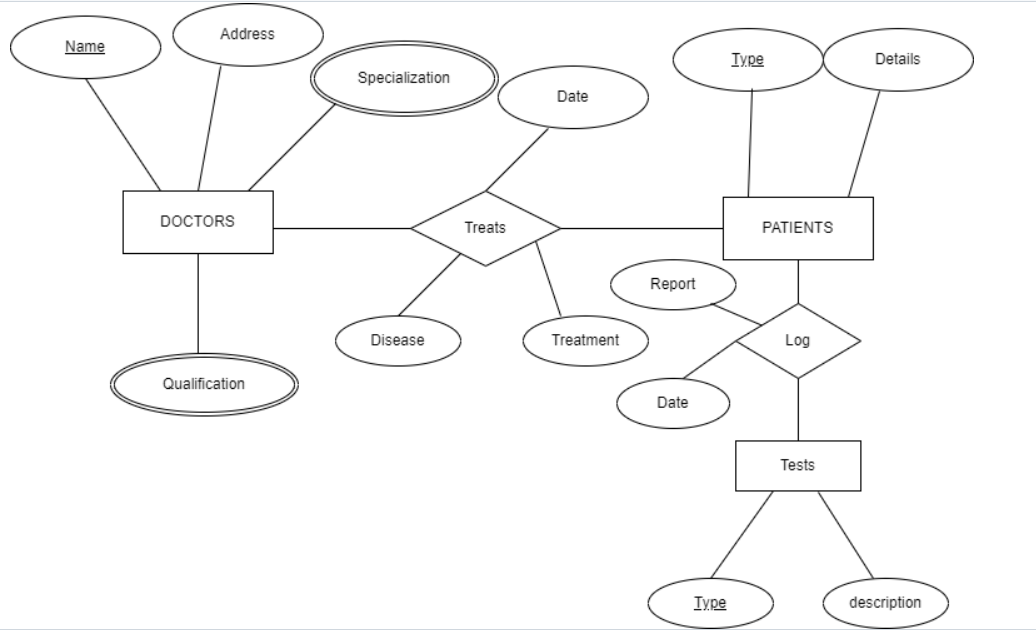 Name
Address
Specialization
Date
Type
Details
DOCTORS
Treats
PATIENTS
Report
Disease
Treatment
Log
Qualification
Date
Tests
Type
description